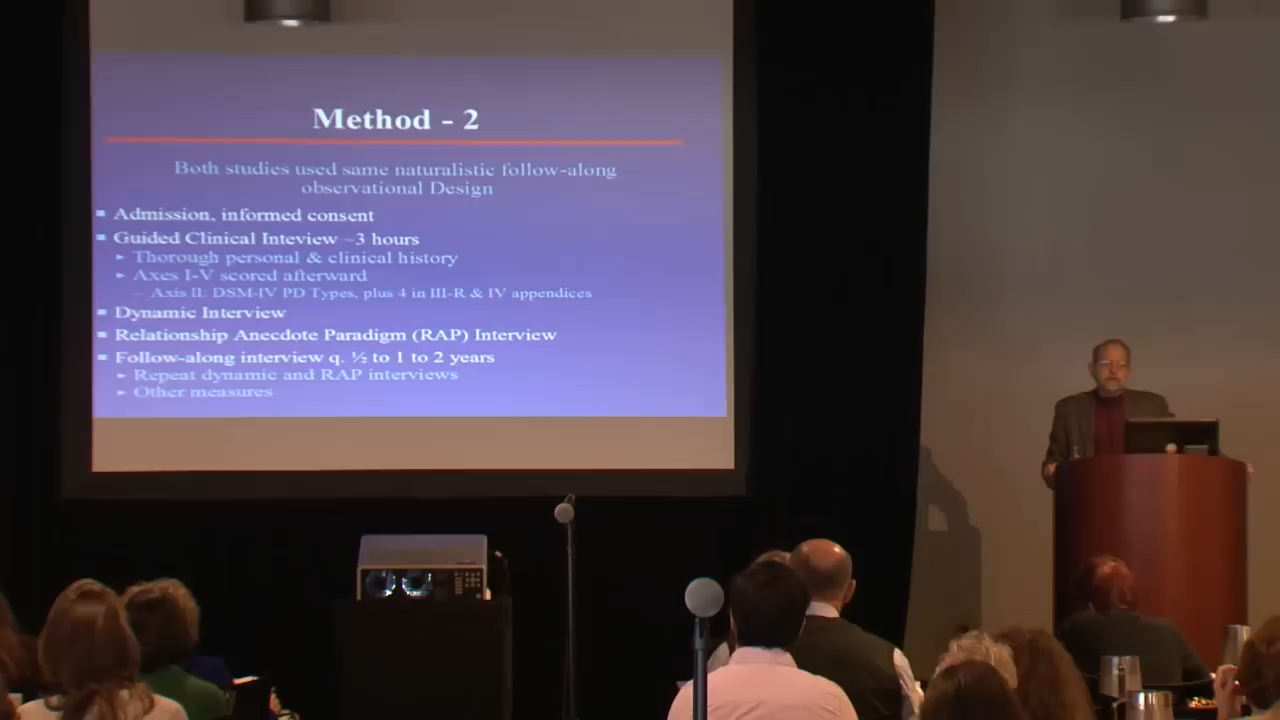 Method - 2
Both studies used same naturalistic follow-along
observational Design
Admission, informed consent
Guided Clinical Inteview ~3 hours
Thorough personal & clinical history
Axes I-V scored afterward
– Axis II: DSM-IV PD Types, plus 4 in III-R & IV appendices
Dynamic Interview
Relationship Anecdote Paradigm (RAP) Interview
Follow-along interview q. ½ to 1 to 2 years
Repeat dynamic and RAP interviews
Other measures